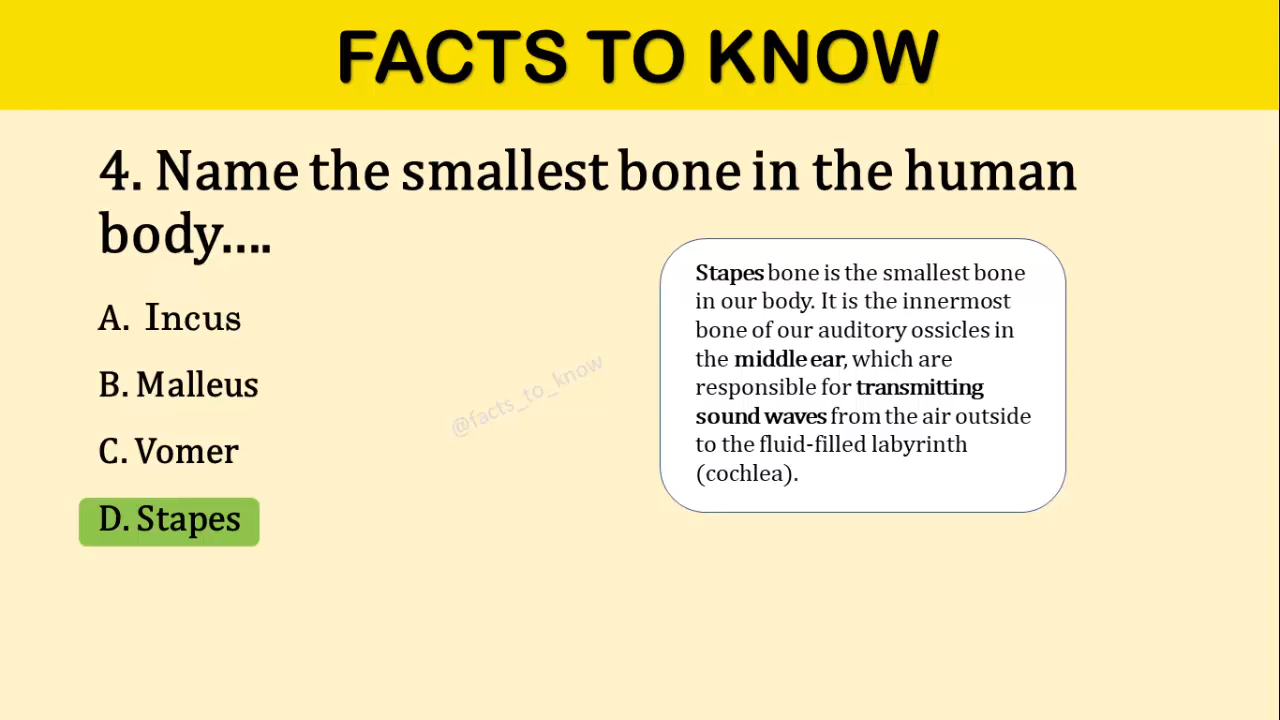 FACTS TO KNOW
4. Name the smallest bone in the human
body....
A. Incus
B. Malleus
C. Vomer
D. Stapes
Stapes bone is the smallest bone
in our body. It is the innermost
bone of our auditory ossicles in
the middle ear, which are
responsible for transmitting
sound waves from the air outside
to the fluid-filled labyrinth
(cochlea).
@facts_to_know